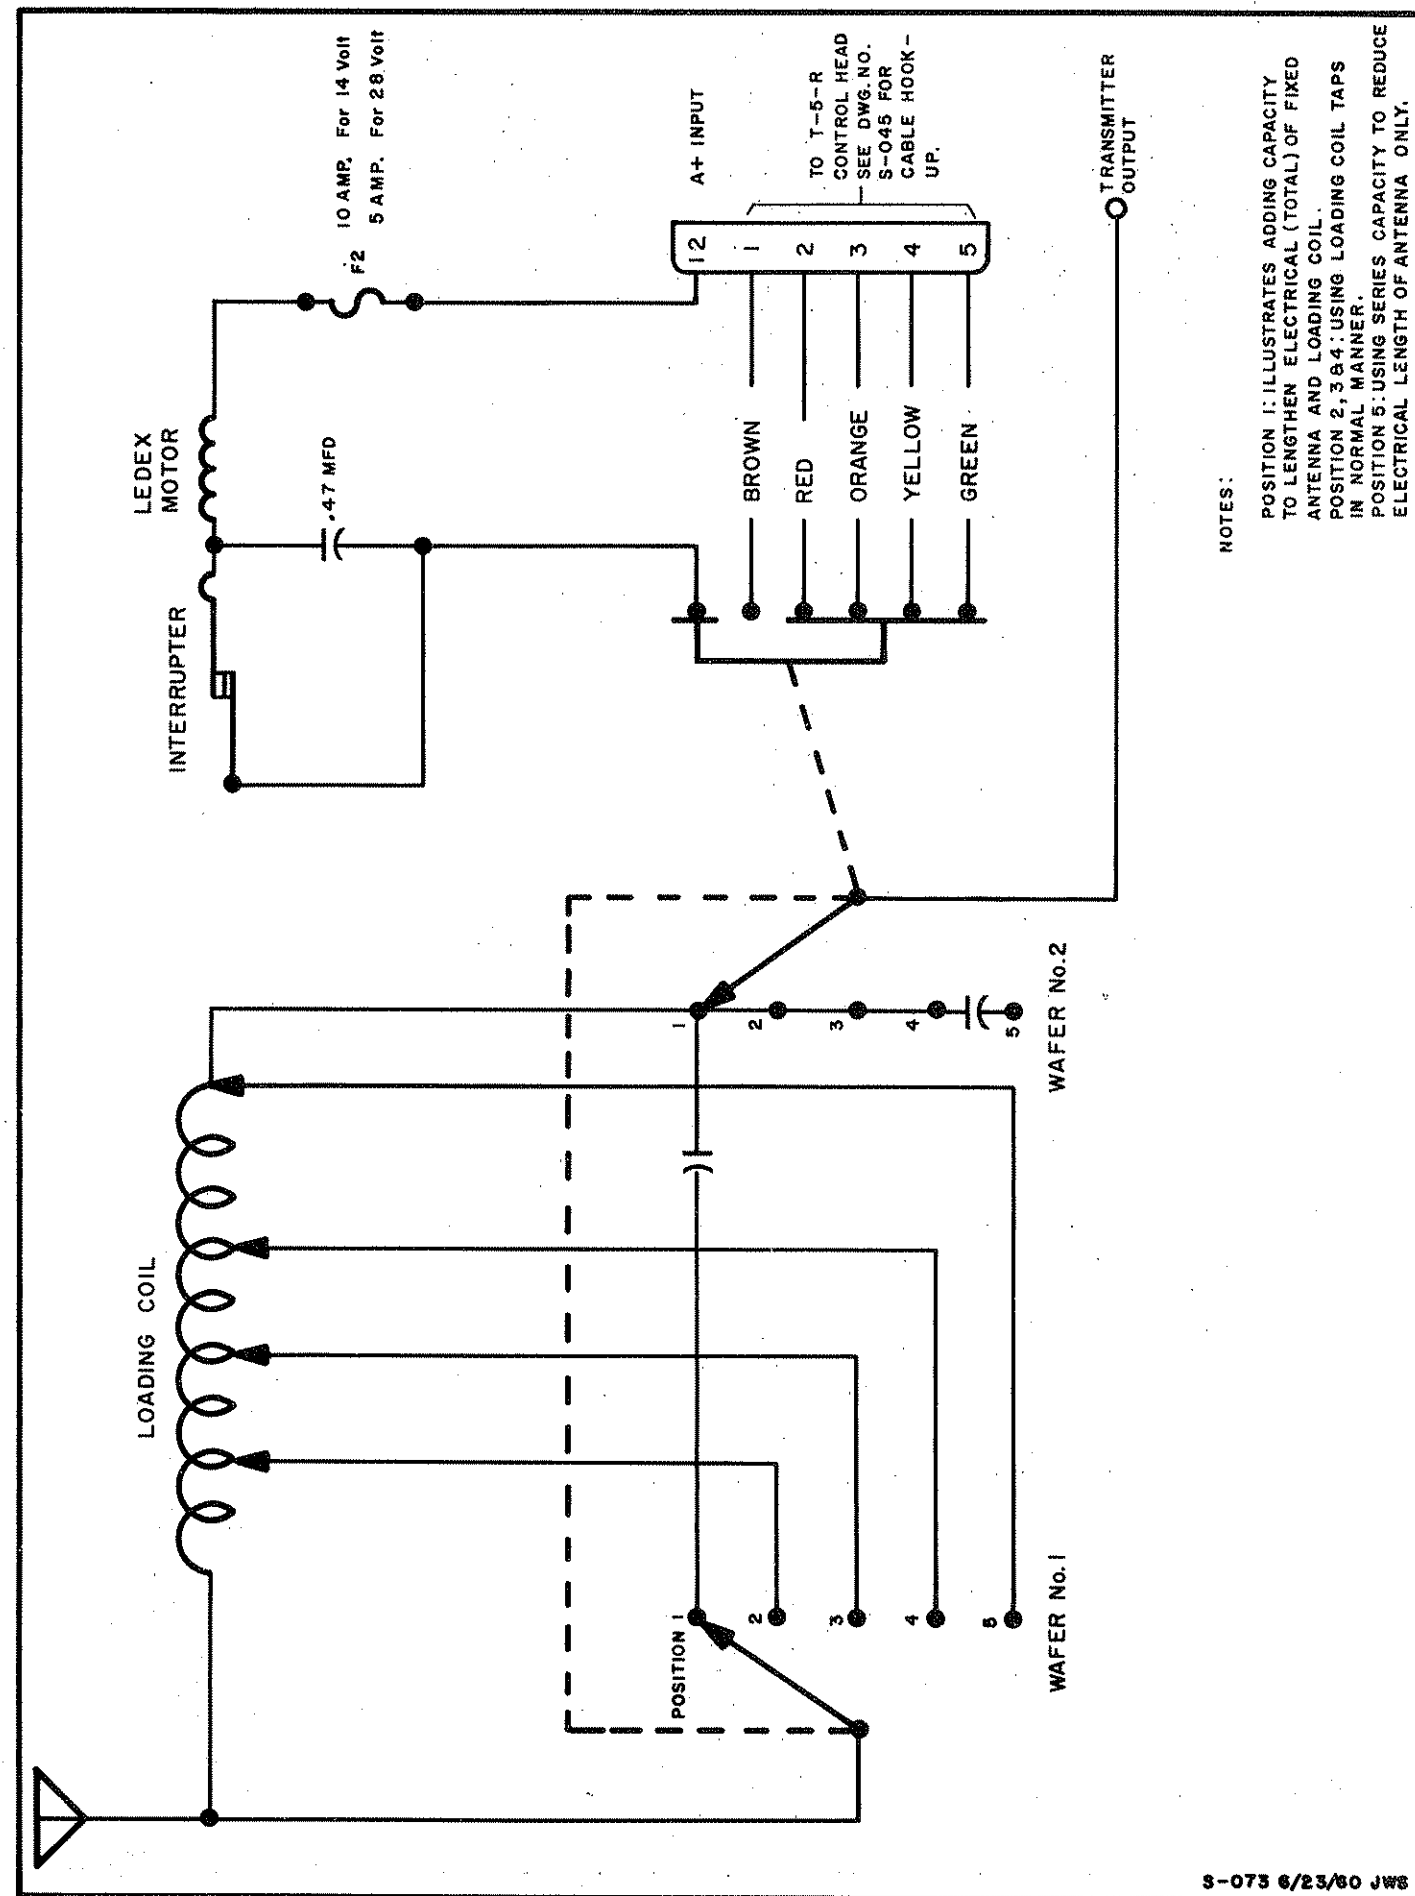 LEDEX
MOTOR
INTERRUPTER
.47 MFD
F2
10 AMP. For 14 Volt
5 AMP. For 28 Volt
A+ INPUT
12
1
2
3
4
5
BROWN
RED
ORANGE
YELLOW
GREEN
TO T-5-R
CONTROL HEAD
SEE DWG. NO.
S-045 FOR
CABLE HOOK-
UP.
TRANSMITTER
OUTPUT
LOADING COIL
POSITION 1
2
3
4
5
WAFER No.1
1
2
3
4
5
WAFER No.2
NOTES:
POSITION 1: ILLUSTRATES ADDING CAPACITY
TO LENGTHEN ELECTRICAL (TOTAL) OF FIXED
ANTENNA AND LOADING COIL.
POSITION 2,3&4: USING LOADING COIL TAPS
IN NORMAL MANNER.
POSITION 5: USING SERIES CAPACITY TO REDUCE
ELECTRICAL LENGTH OF ANTENNA ONLY.
S-073 6/23/60 JWS